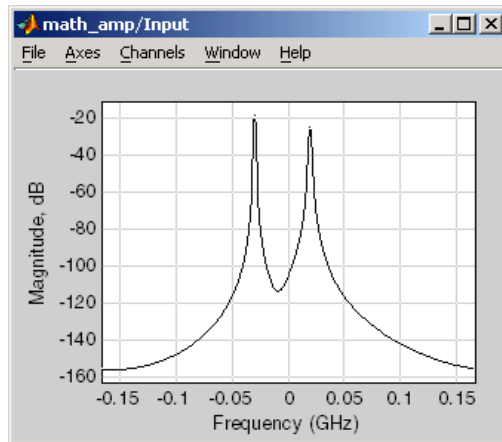 math_amp/Input
File Axes Channels Window Help
-20
-40
-60
-80
-100
-120
-140
-160
Magnitude, dB
-0.15 -0.1 -0.05 0 0.05 0.1 0.15
Frequency (GHz)